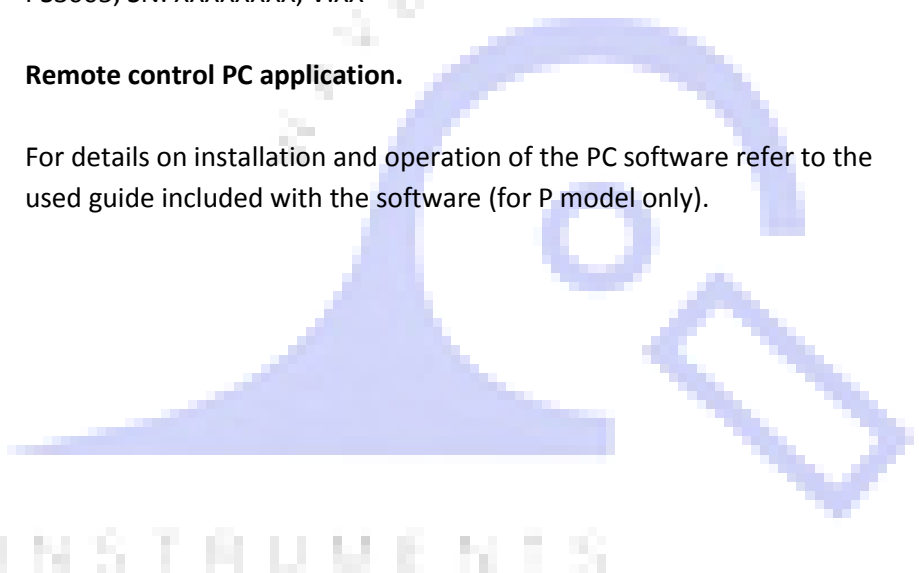 Remote control PC application.
For details on installation and operation of the PC software refer to the
used guide included with the software (for P model only).
INSTRUMENTS